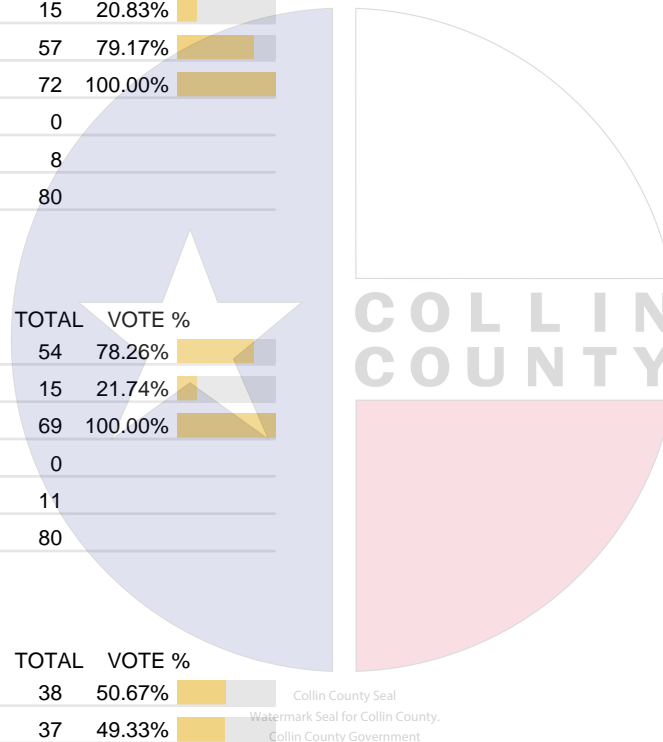 15 20.83%
57 79.17%
72 100.00%
0
8
80
TOTAL VOTE %
54 78.26%
15 21.74%
69 100.00%
0
11
80
COLLIN
COUNTY
TOTAL VOTE %
38 50.67%
37 49.33%
Collin County Seal
Watermark Seal for Collin County.
Collin County Government